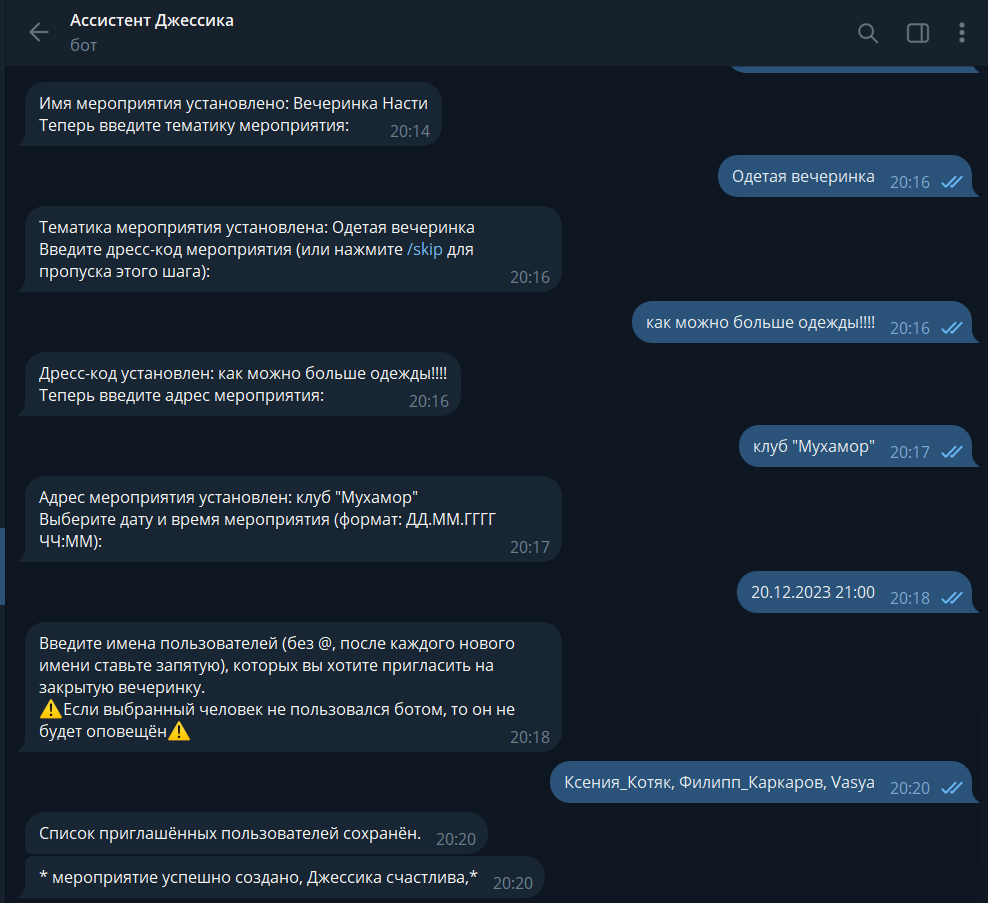 Ассистент Джессика
бот
Имя мероприятия установлено: Вечеринка Насти
Теперь введите тематику мероприятия:
20:14
Одетая вечеринка
20:16
Тематика мероприятия установлена: Одетая вечеринка
Введите дресс-код мероприятия (или нажмите /skip для
пропуска этого шага):
20:16
как можно больше одежды!!!!
20:16
Дресс-код установлен: как можно больше одежды!!!!
Теперь введите адрес мероприятия:
20:16
клуб "Мухамор"
20:17
Адрес мероприятия установлен: клуб "Мухамор"
Выберите дату и время мероприятия (формат: ДД.ММ.ГГГГ
ЧЧ:ММ):
20:17
20.12.2023 21:00
20:18
Введите имена пользователей (без @, после каждого нового
имени ставьте запятую), которых вы хотите пригласить на
закрытую вечеринку.
⚠️Если выбранный человек не пользовался ботом, то он не
будет оповещён⚠️
20:18
Ксения_Котяк, Филипп_Каркаров, Vasya
20:20
Список приглашённых пользователей сохранён.
20:20
* мероприятие успешно создано, Джессика счастлива,*
20:20